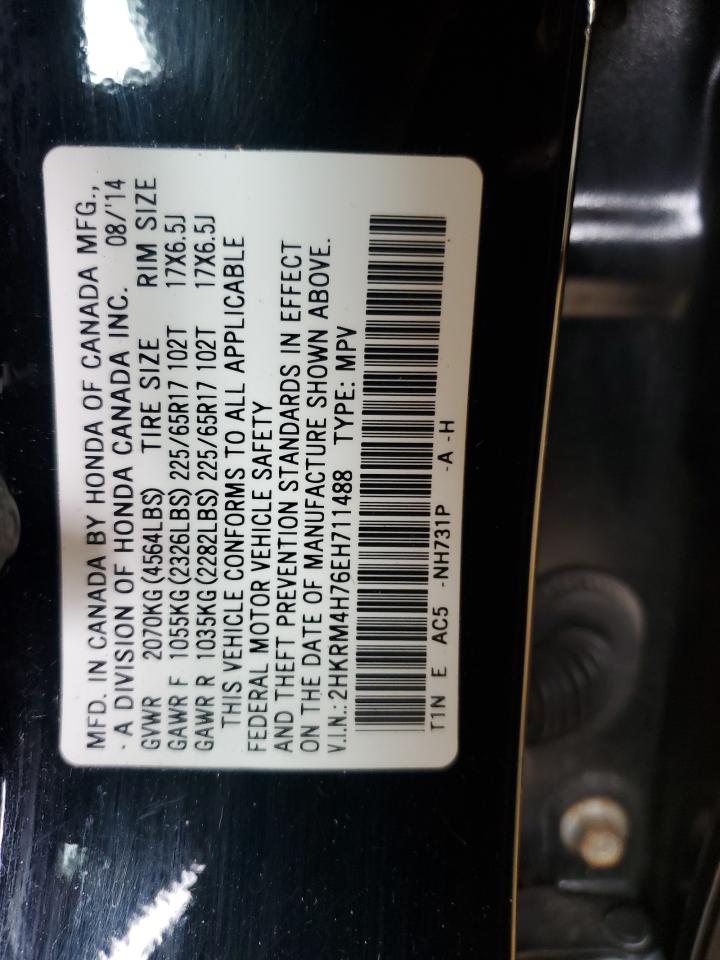 MFD. IN CANADA BY HONDA OF CANADA MFG.,
· A DIVISION OF HONDA CANADA INC. 08/'14
GVWR 2070KG(4564LBS) TIRE SIZE RIM SIZE
GAWR F 1055KG(2326LBS) 225/65R17 102T 17X6.5J
GAWR R 1035KG(2282LBS) 225/65R17 102T 17X6.5J
THIS VEHICLE CONFORMS TO ALL APPLICABLE
FEDERAL MOTOR VEHICLE SAFETY
AND THEFT PREVENTION STANDARDS IN EFFECT
ON THE DATE OF MANUFACTURE SHOWN ABOVE.
V.I.N.: 2HKRM4H76EH711488 TYPE: MPV
T1N E AC5 -NH731P -A -H